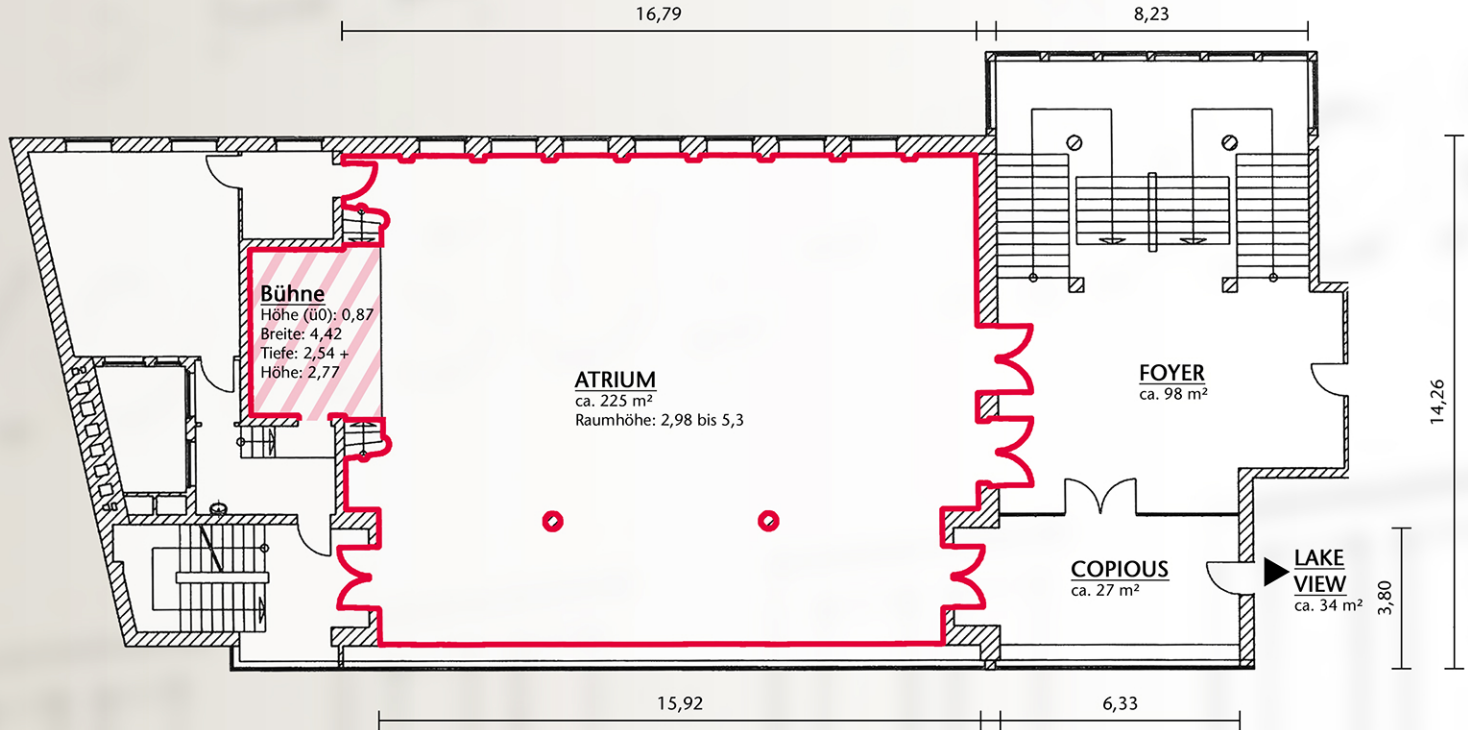 16,79
8,23
Bühne
Höhe (ü0): 0,87
Breite: 4,42
Tiefe: 2,54 +
Höhe: 2,77
ATRIUM
ca. 225 m²
Raumhöhe: 2,98 bis 5,3
FOYER
ca. 98 m²
14,26
COPIOUS
ca. 27 m²
LAKE
VIEW
ca. 34 m²
3,80
15,92
6,33